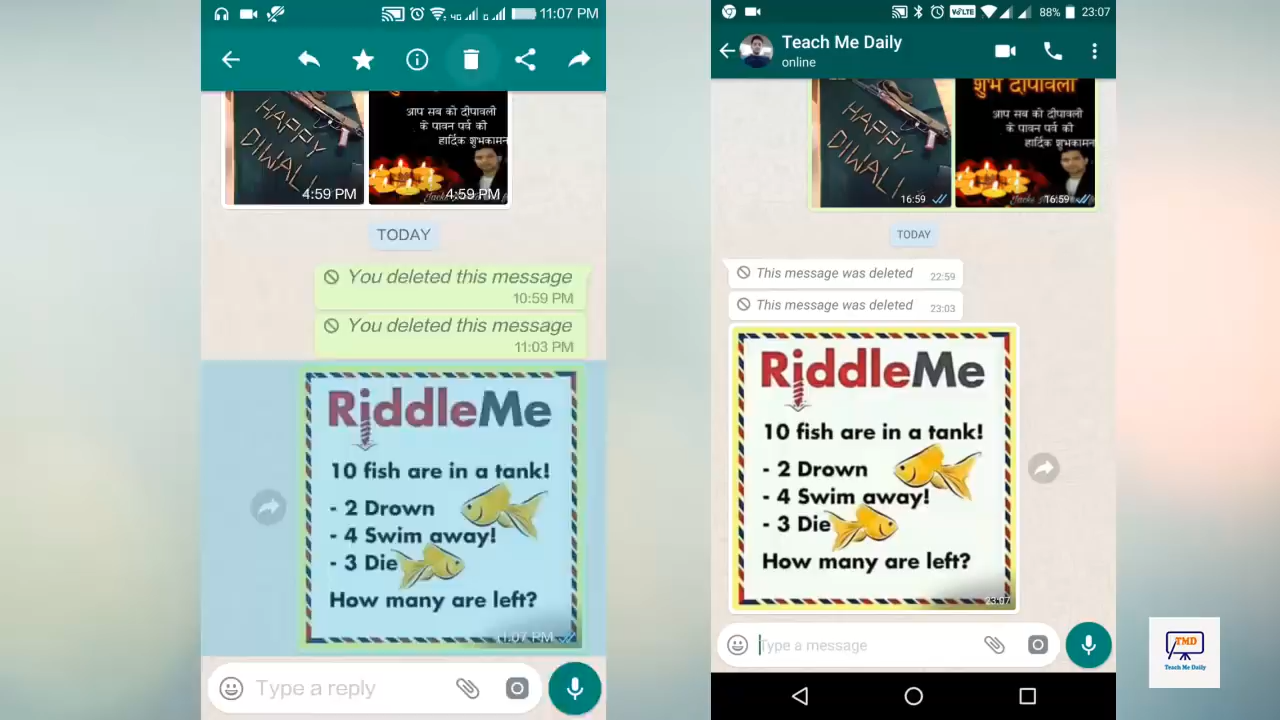 11:07 PM
HAPPY
DIWALI
4:59 PM
आप सब को दीपावली
के पावन पर्व की
हार्दिक शुभकामन
4:59 PM
TODAY
You deleted this message
10:59 PM
You deleted this message
11:03 PM
RiddleMe
10 fish are in a tank!
- 2 Drown
- 4 Swim away!
- 3 Die
How many are left?
11:07 PM
Type a reply
VoLTE
88%
23:07
Teach Me Daily
online
HAPPY
DIWALI
16:59
शुभ दीपावली
आप सब को दीपावली
के पावन पर्व की
हार्दिक शुभकामन
16:59
TODAY
This message was deleted
22:59
This message was deleted
23:03
RiddleMe
10 fish are in a tank!
- 2 Drown
- 4 Swim away!
- 3 Die
How many are left?
23:07
Type a message
TMD
Teach Me Daily